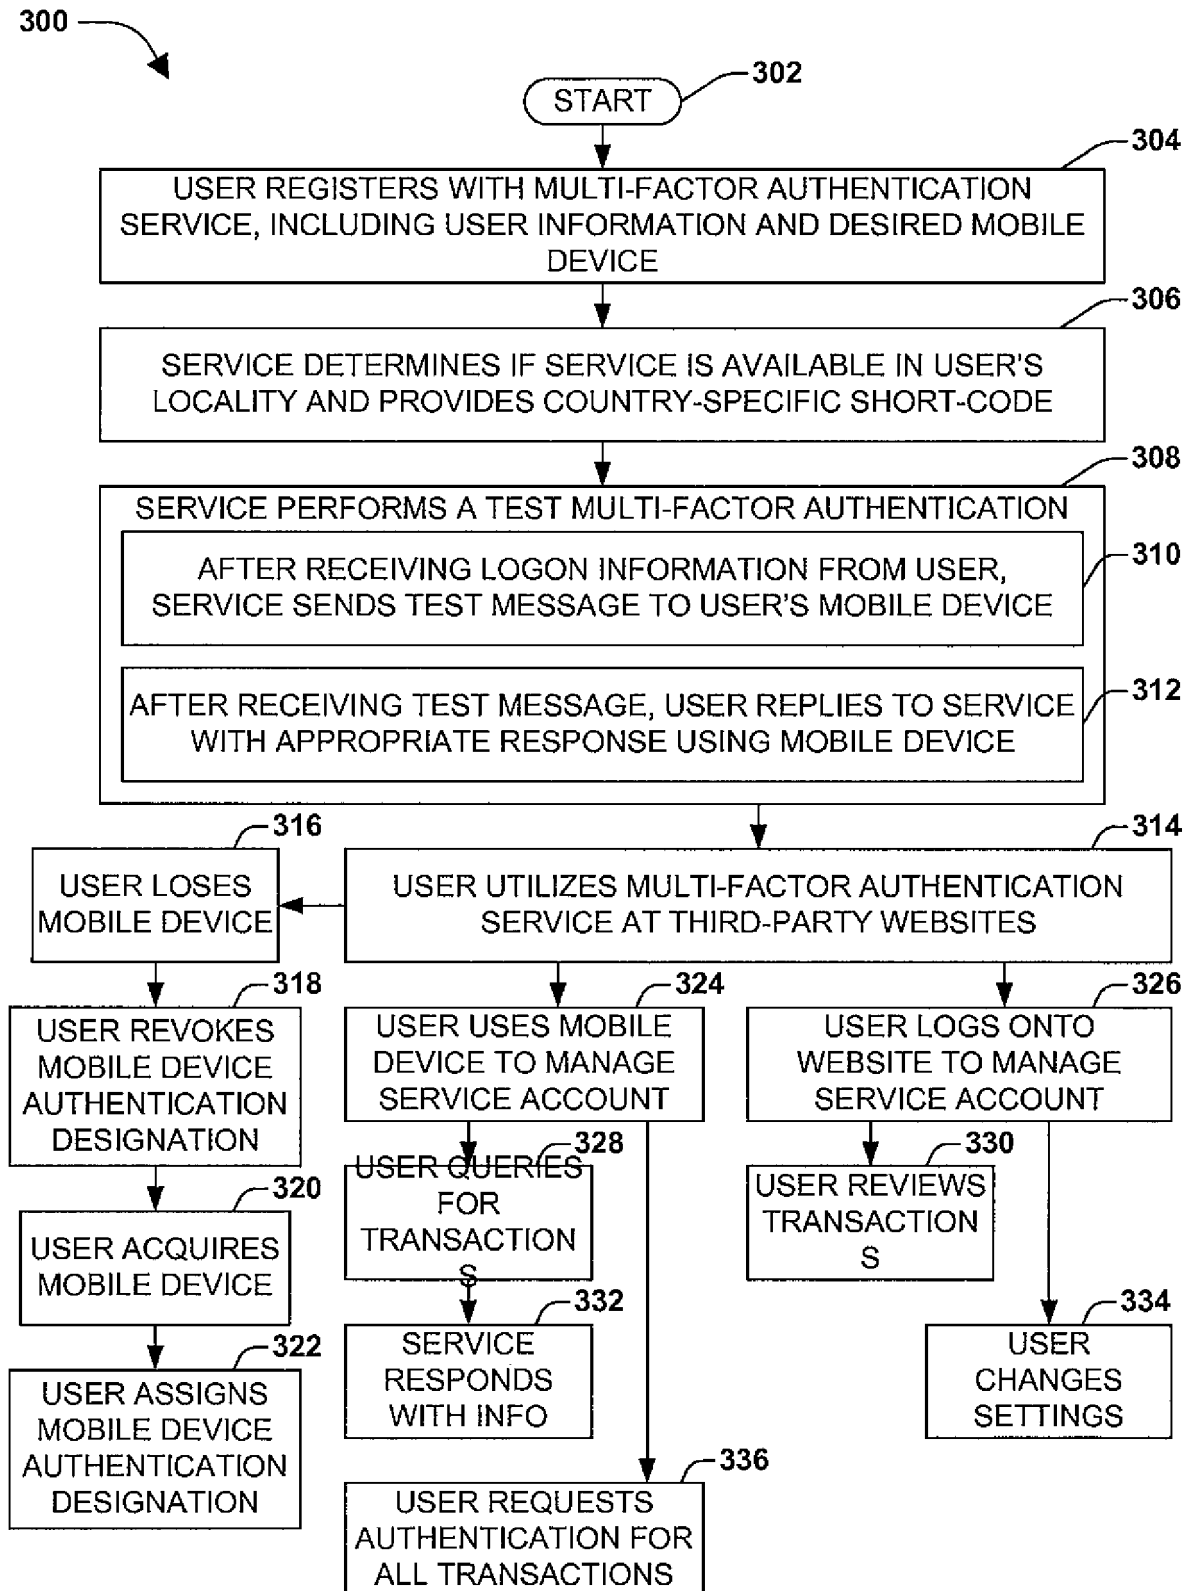 300
302
START
304
USER REGISTERS WITH MULTI-FACTOR AUTHENTICATION
SERVICE, INCLUDING USER INFORMATION AND DESIRED MOBILE
DEVICE
306
SERVICE DETERMINES IF SERVICE IS AVAILABLE IN USER'S
LOCALITY AND PROVIDES COUNTRY-SPECIFIC SHORT-CODE
308
SERVICE PERFORMS A TEST MULTI-FACTOR AUTHENTICATION
310
AFTER RECEIVING LOGON INFORMATION FROM USER,
SERVICE SENDS TEST MESSAGE TO USER'S MOBILE DEVICE
312
AFTER RECEIVING TEST MESSAGE, USER REPLIES TO SERVICE
WITH APPROPRIATE RESPONSE USING MOBILE DEVICE
314
USER UTILIZES MULTI-FACTOR AUTHENTICATION
SERVICE AT THIRD-PARTY WEBSITES
316
USER LOSES
MOBILE DEVICE
318
USER REVOKES
MOBILE DEVICE
AUTHENTICATION
DESIGNATION
320
USER ACQUIRES
MOBILE DEVICE
322
USER ASSIGNS
MOBILE DEVICE
AUTHENTICATION
DESIGNATION
324
USER USES MOBILE
DEVICE TO MANAGE
SERVICE ACCOUNT
328
USER QUERIES
FOR
TRANSACTION
S
332
SERVICE
RESPONDS
WITH INFO
336
USER REQUESTS
AUTHENTICATION FOR
ALL TRANSACTIONS
326
USER LOGS ONTO
WEBSITE TO MANAGE
SERVICE ACCOUNT
330
USER REVIEWS
TRANSACTION
S
334
USER
CHANGES
SETTINGS